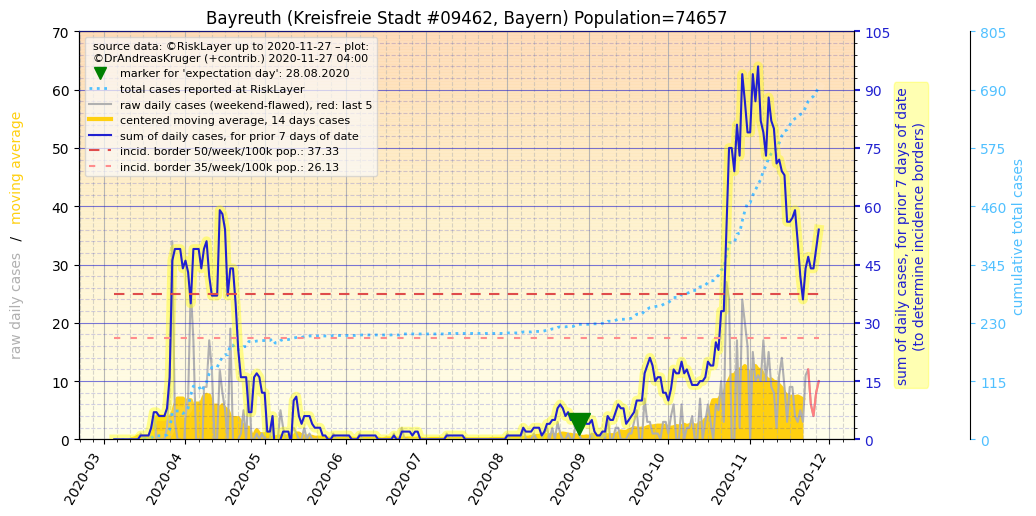 Bayreuth (Kreisfreie Stadt #09462, Bayern) Population=74657
source data: ©RiskLayer up to 2020-11-27 – plot:
©DrAndreasKruger (+contrib.) 2020-11-27 04:00
marker for 'expectation day': 28.08.2020
total cases reported at RiskLayer
raw daily cases (weekend-flawed), red: last 5
centered moving average, 14 days cases
sum of daily cases, for prior 7 days of date
incid. border 50/week/100k pop.: 37.33
incid. border 35/week/100k pop.: 26.13
raw daily cases / moving average
70
60
50
40
30
20
10
0
2020-03
2020-04
2020-05
2020-06
2020-07
2020-08
2020-09
2020-10
2020-11
2020-12
105
90
75
60
45
30
15
0
sum of daily cases, for prior 7 days of date
(to determine incidence borders)
805
690
575
460
345
230
115
0
cumulative total cases